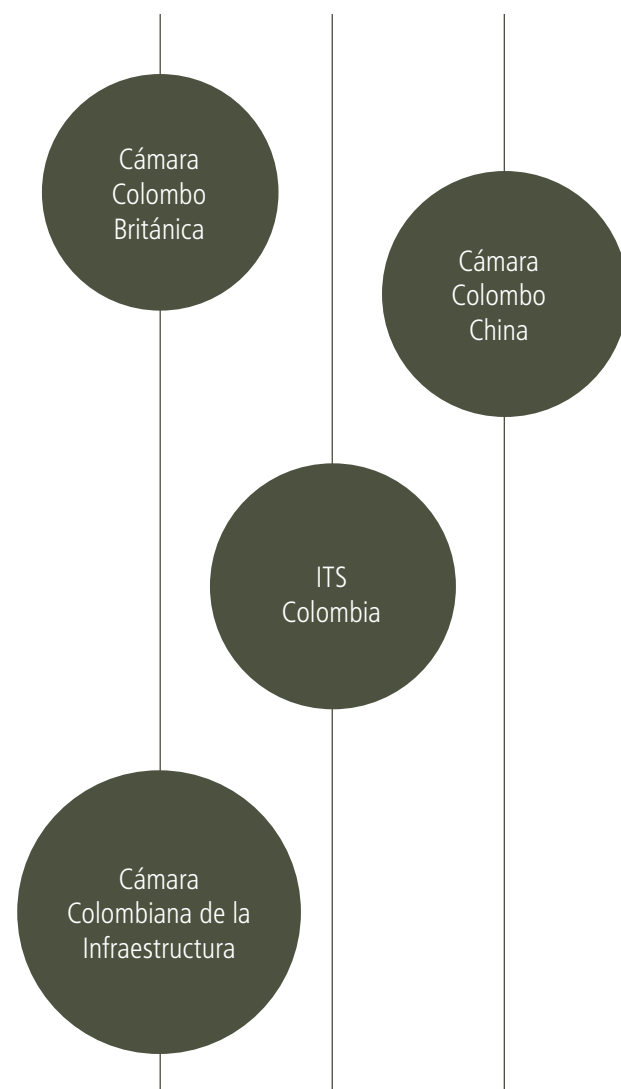 Cámara
Colombo
Británica
Cámara
Colombo
China
ITS
Colombia
Cámara
Colombiana de la
Infraestructura